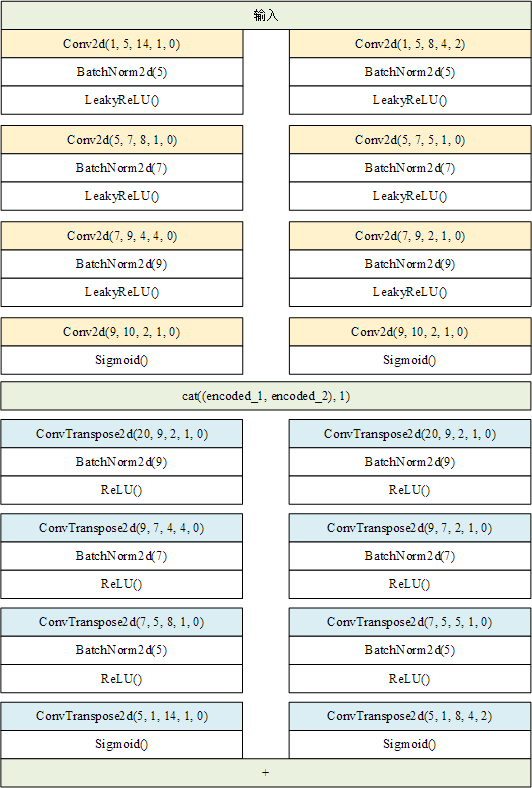 输入
Conv2d(1, 5, 14, 1, 0)
BatchNorm2d(5)
LeakyReLU()
Conv2d(5, 7, 8, 1, 0)
BatchNorm2d(7)
LeakyReLU()
Conv2d(7, 9, 4, 4, 0)
BatchNorm2d(9)
LeakyReLU()
Conv2d(9, 10, 2, 1, 0)
Sigmoid()
Conv2d(1, 5, 8, 4, 2)
BatchNorm2d(5)
LeakyReLU()
Conv2d(5, 7, 5, 1, 0)
BatchNorm2d(7)
LeakyReLU()
Conv2d(7, 9, 2, 1, 0)
BatchNorm2d(9)
LeakyReLU()
Conv2d(9, 10, 2, 1, 0)
Sigmoid()
cat((encoded_1, encoded_2), 1)
ConvTranspose2d(20, 9, 2, 1, 0)
BatchNorm2d(9)
ReLU()
ConvTranspose2d(9, 7, 4, 4, 0)
BatchNorm2d(7)
ReLU()
ConvTranspose2d(7, 5, 8, 1, 0)
BatchNorm2d(5)
ReLU()
ConvTranspose2d(5, 1, 14, 1, 0)
Sigmoid()
ConvTranspose2d(20, 9, 2, 1, 0)
BatchNorm2d(9)
ReLU()
ConvTranspose2d(9, 7, 2, 1, 0)
BatchNorm2d(7)
ReLU()
ConvTranspose2d(7, 5, 5, 1, 0)
BatchNorm2d(5)
ReLU()
ConvTranspose2d(5, 1, 8, 4, 2)
Sigmoid()
+